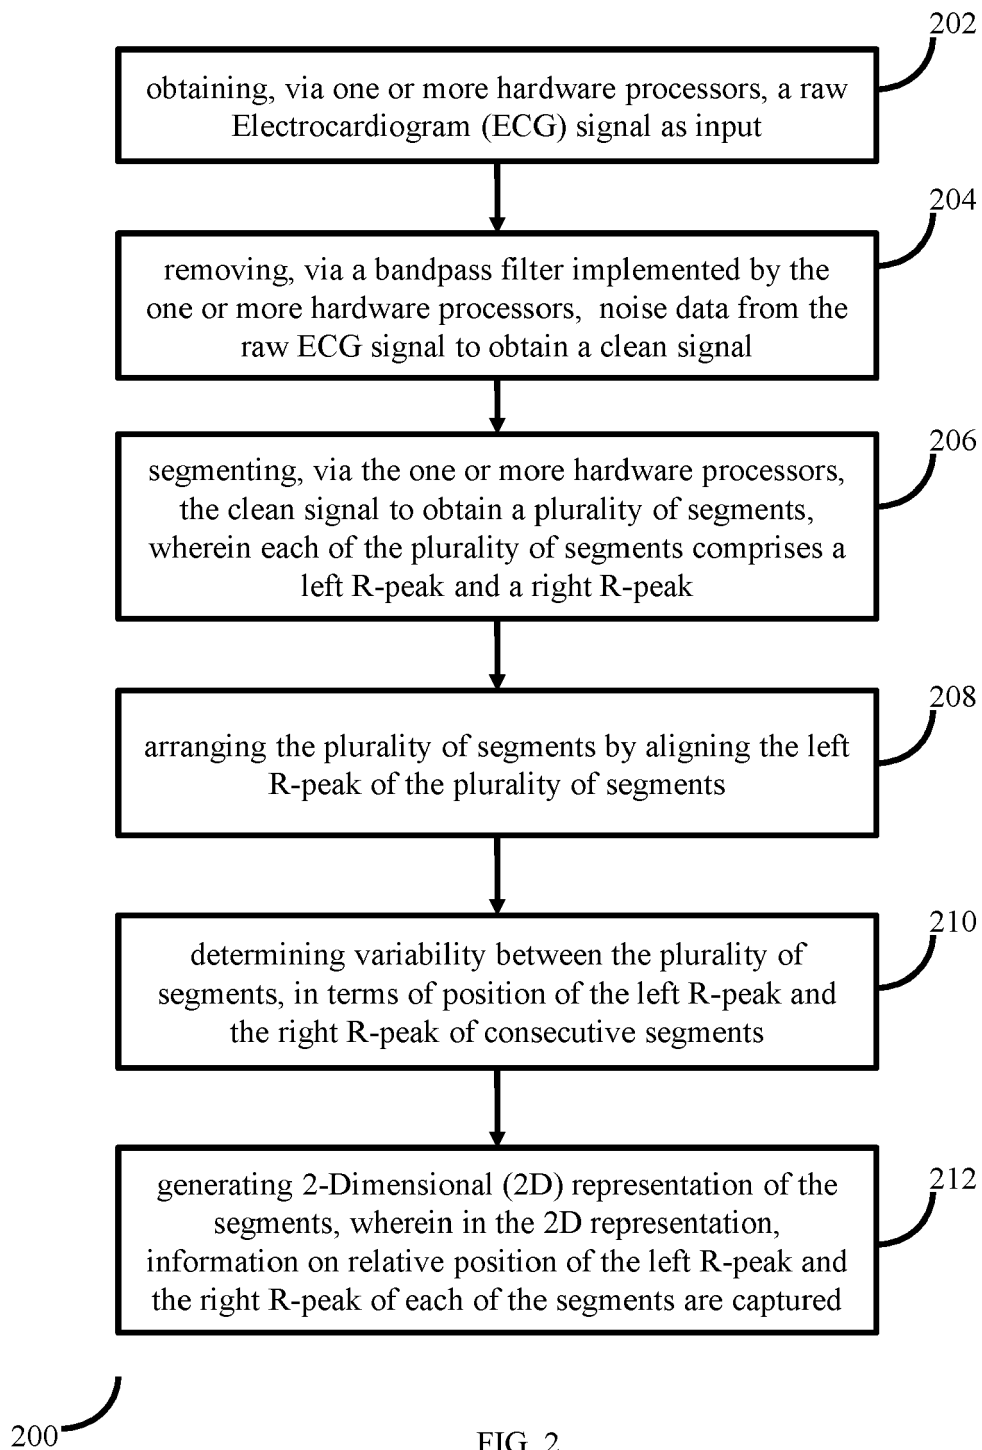 202
obtaining, via one or more hardware processors, a raw
Electrocardiogram (ECG) signal as input
204
removing, via a bandpass filter implemented by the
one or more hardware processors, noise data from the
raw ECG signal to obtain a clean signal
206
segmenting, via the one or more hardware processors,
the clean signal to obtain a plurality of segments,
wherein each of the plurality of segments comprises a
left R-peak and a right R-peak
208
arranging the plurality of segments by aligning the left
R-peak of the plurality of segments
210
determining variability between the plurality of
segments, in terms of position of the left R-peak and
the right R-peak of consecutive segments
212
generating 2-Dimensional (2D) representation of the
segments, wherein in the 2D representation,
information on relative position of the left R-peak and
the right R-peak of each of the segments are captured
200
FIG. 2